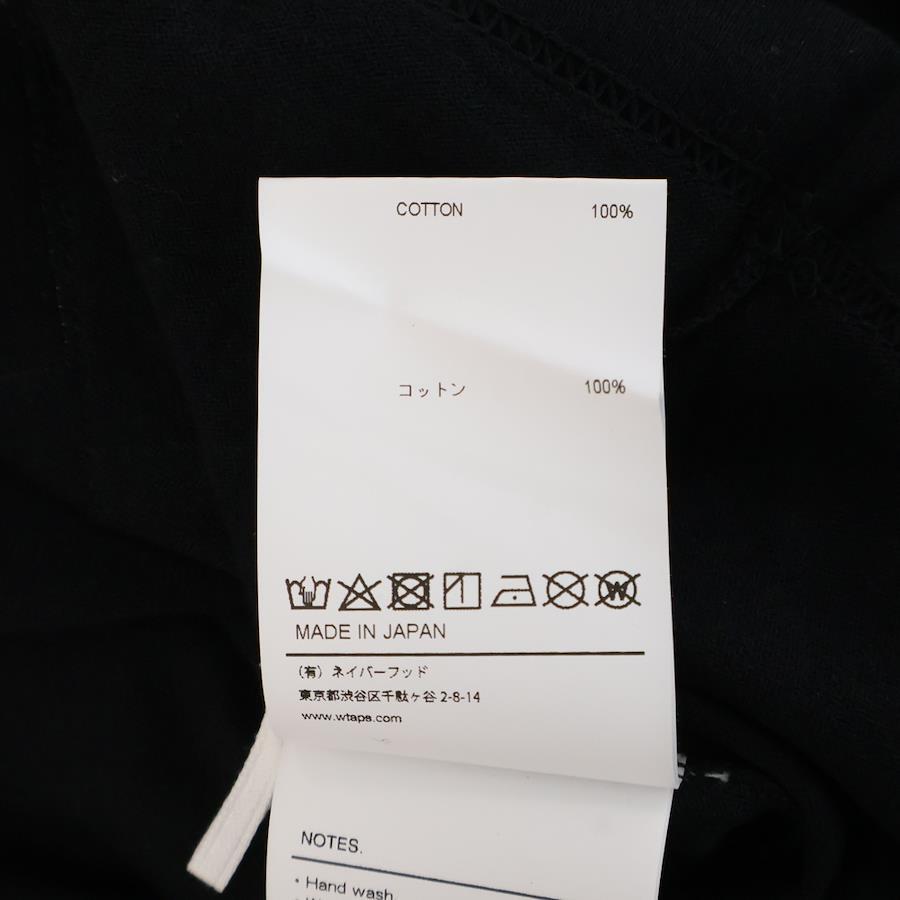 COTTON 100%
コットン 100%
W
MADE IN JAPAN
(有) ネイバーフッド
東京都渋谷区千駄ヶ谷 2-8-14
www.wtaps.com
NOTES.
・Hand wash